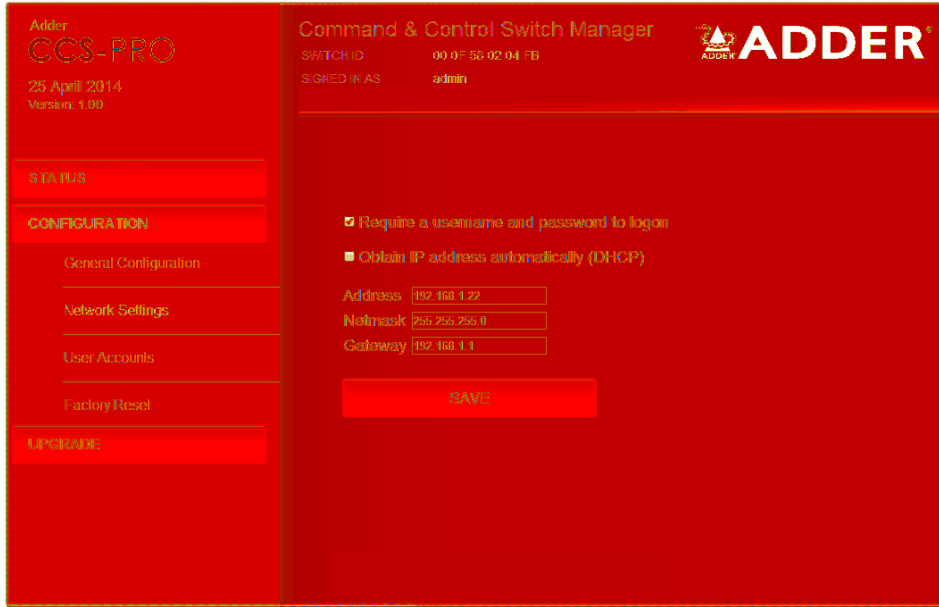 Adder
CCS-PRO
25 April 2014
Version: 1.00
Command & Control Switch Manager
SWITCH ID : 00 0F 58 02 04 FB
SIGNED IN AS : admin
ADDER
ADDER®
STATUS
CONFIGURATION
General Configuration
Network Settings
User Accounts
Factory Reset
UPGRADE
Require a username and password to logon
Obtain IP address automatically (DHCP)
Address 192.168.1.22
Netmask 255.255.255.0
Gateway 192.168.1.1
SAVE